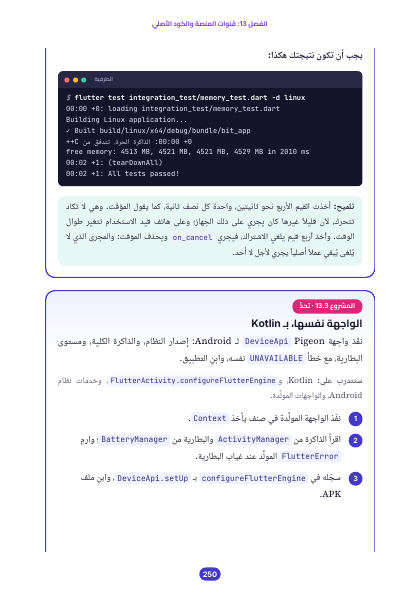 الفصل 13: قنوات المنصة والكود الأصلي
يجب أن تكون نتيجتك هكذا:
الطرفية
$ flutter test integration_test/memory_test.dart -d linux
00:00 +0: loading integration_test/memory_test.dart
Building Linux application...
✓ Built build/linux/x64/debug/bundle/bit_app
00:00 +0: الذاكرة الحرة، تتدفق من C++
free memory: 4513 MB, 4521 MB, 4521 MB, 4529 MB in 2010 ms
00:02 +1: (tearDownAll)
00:02 +1: All tests passed!
تلميح: أخذت القيم الأربع نحو ثانيتين، واحدة كل نصف ثانية، كما يقول المؤقت. وهي لا تكاد
تتحرك، لأن قليلاً غيرها كان يجري على ذلك الجهاز؛ وعلى هاتف قيد الاستخدام تتغير طوال
الوقت. وأخذ أربع قيم يلغي الاشتراك، فيجري on_cancel ويحذف المؤقت: والمجرى الذي لا
يُلغى يُبقي عملاً أصلياً يجري لأجل لا أحد.
المشروع 13.3 · تحدٍّ
الواجهة نفسها، بـ Kotlin
نفّذ واجهة Pigeon DeviceApi لـ Android: إصدار النظام، والذاكرة الكلية، ومستوى
البطارية، مع خطأ UNAVAILABLE نفسه، وابنِ التطبيق.
ستتدرب على: Kotlin، و FlutterActivity.configureFlutterEngine، وخدمات نظام
Android، والواجهات المولّدة.
1 نفّذ الواجهة المولّدة في صنف يأخذ Context.
2 اقرأ الذاكرة من ActivityManager والبطارية من BatteryManager؛ وارمِ
FlutterError المولّد عند غياب البطارية.
3 سجّله في configureFlutterEngine بـ DeviceApi.setUp، وابنِ ملف
APK.
250